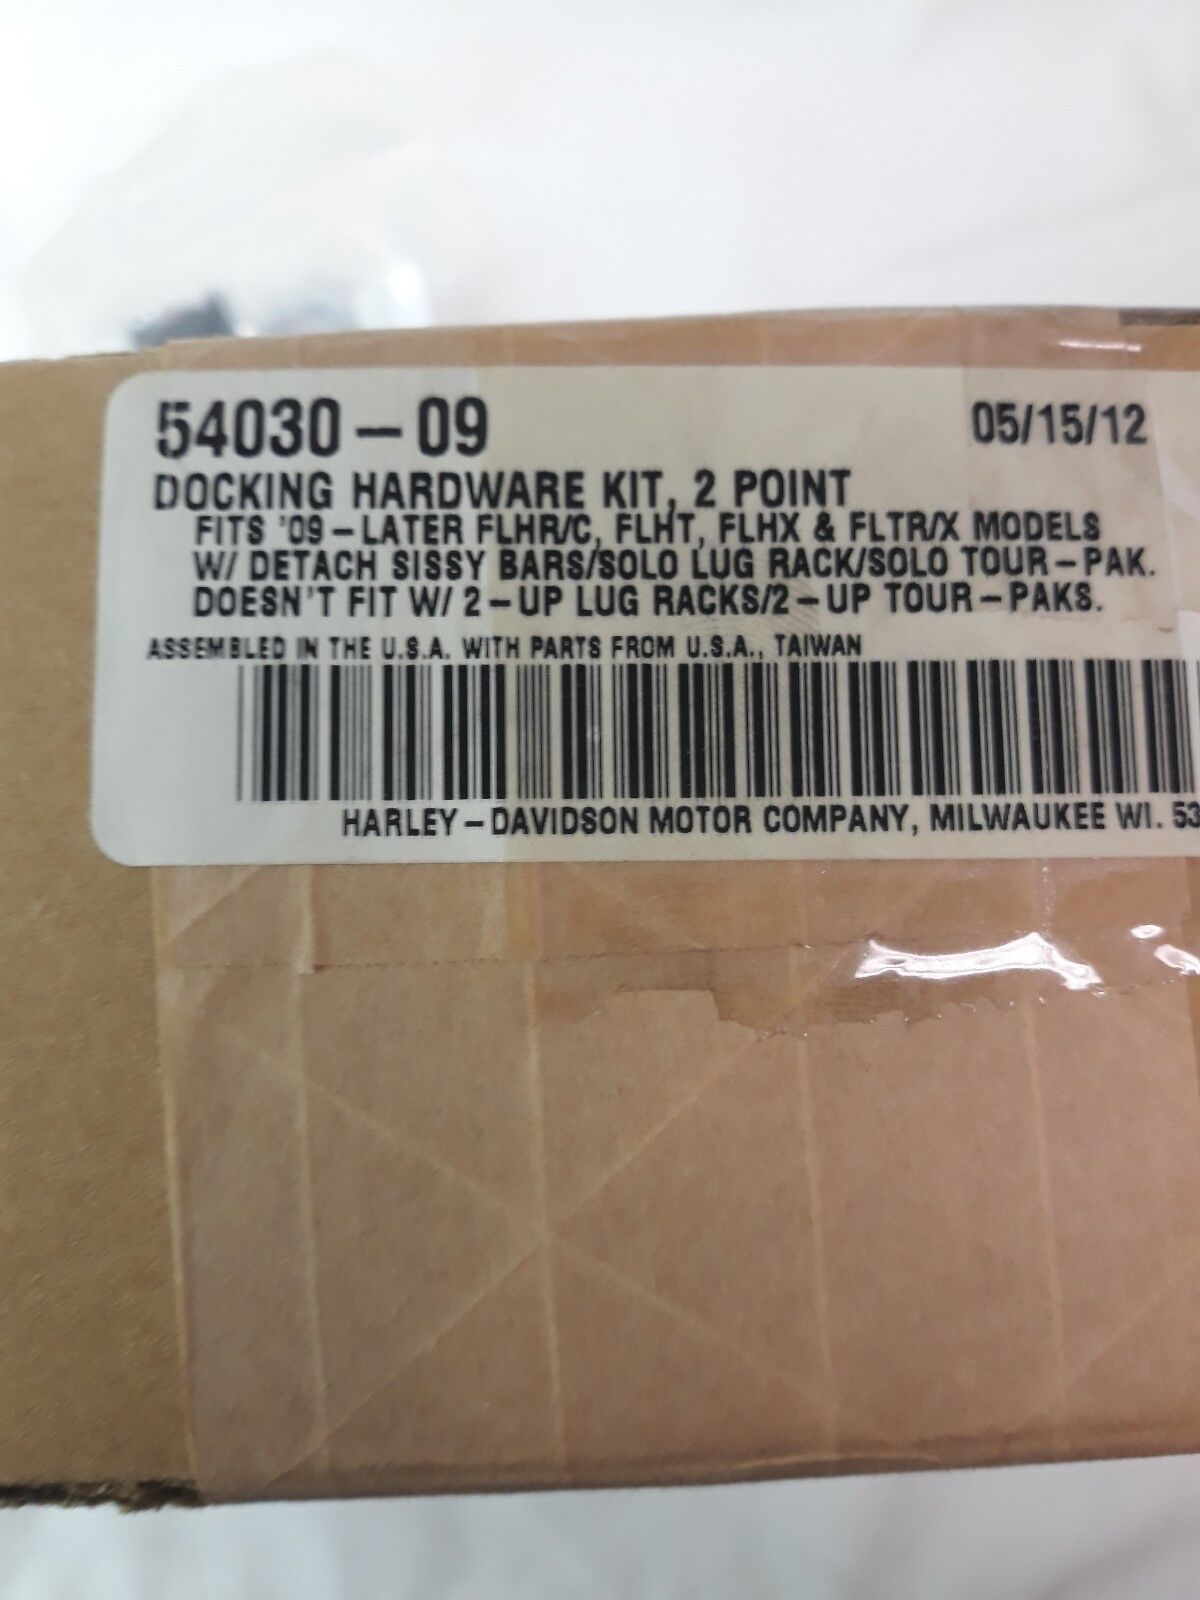 54030-09 05/15/12
DOCKING HARDWARE KIT, 2 POINT
FITS '09-LATER FLHR/C, FLHT, FLHX & FLTR/X MODELS
W/ DETACH SISSY BARS/SOLO LUG RACK/SOLO TOUR-PAK.
DOESN'T FIT W/ 2-UP LUG RACKS/2-UP TOUR-PAKS.
ASSEMBLED IN THE U.S.A. WITH PARTS FROM U.S.A., TAIWAN
HARLEY-DAVIDSON MOTOR COMPANY, MILWAUKEE WI. 53